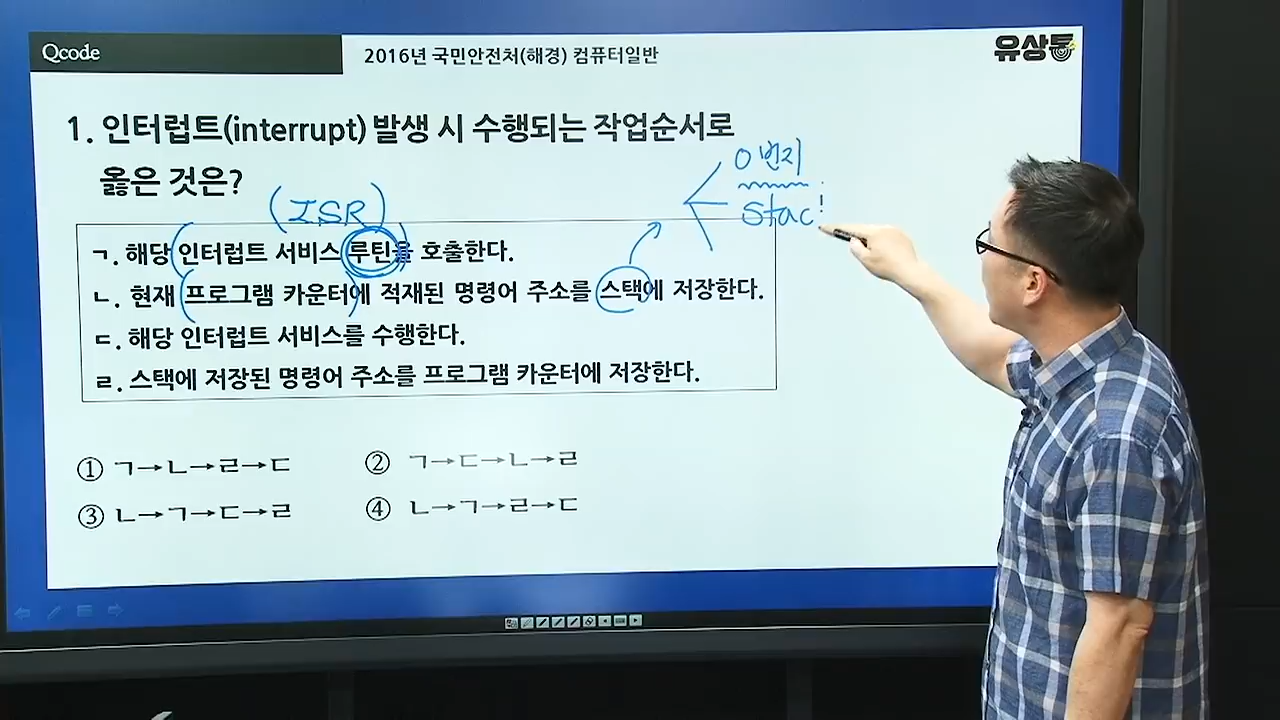 Qcode
2016년 국민안전처(해경) 컴퓨터일반
유상통
1. 인터럽트(interrupt) 발생 시 수행되는 작업순서로
옳은 것은?
0번지
stac
(ISR)
ㄱ. 해당 인터럽트 서비스 루틴을 호출한다.
ㄴ. 현재 프로그램 카운터에 적재된 명령어 주소를 스택에 저장한다.
ㄷ. 해당 인터럽트 서비스를 수행한다.
ㄹ. 스택에 저장된 명령어 주소를 프로그램 카운터에 저장한다.
① ㄱ→ㄴ→ㄹ→ㄷ
② ㄱ→ㄷ→ㄴ→ㄹ
③ ㄴ→ㄱ→ㄷ→ㄹ
④ ㄴ→ㄱ→ㄹ→ㄷ